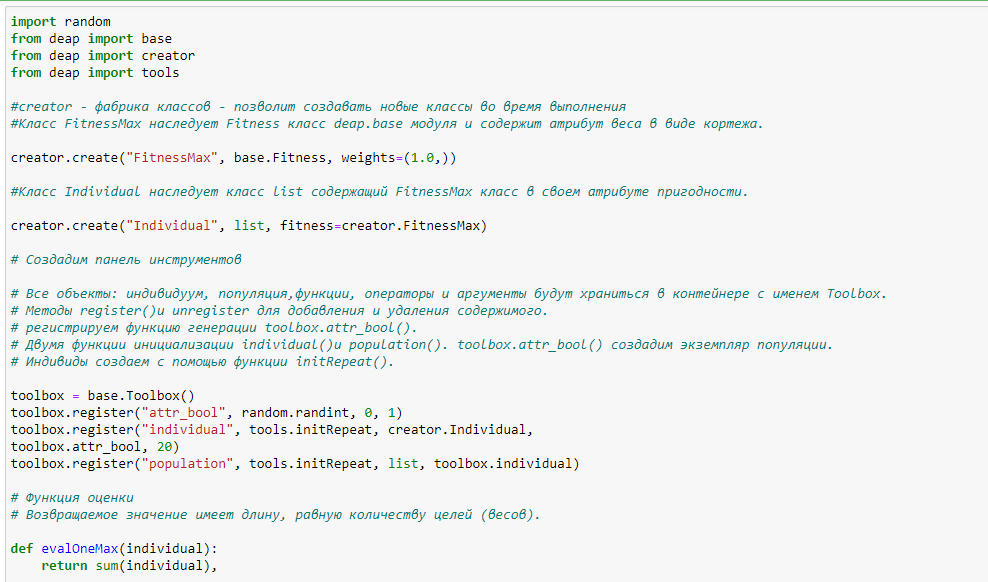 import random
from deap import base
from deap import creator
from deap import tools
#creator - фабрика классов - позволит создавать новые классы во время выполнения
#Класс FitnessMax наследует Fitness класс deap.base модуля и содержит атрибут веса в виде кортежа.
creator.create("FitnessMax", base.Fitness, weights=(1.0,))
#Класс Individual наследует класс list содержащий FitnessMax класс в своем атрибуте пригодности.
creator.create("Individual", list, fitness=creator.FitnessMax)
# Создадим панель инструментов
# Все объекты: индивидуум, популяция,функции, операторы и аргументы будут храниться в контейнере с именем Toolbox.
# Методы register()и unregister для добавления и удаления содержимого.
# регистрируем функцию генерации toolbox.attr_bool().
# Двумя функции инициализации individual()и population(). toolbox.attr_bool() создадим экземпляр популяции.
# Индивиды создаем с помощью функции initRepeat().
toolbox = base.Toolbox()
toolbox.register("attr_bool", random.randint, 0, 1)
toolbox.register("individual", tools.initRepeat, creator.Individual,
toolbox.attr_bool, 20)
toolbox.register("population", tools.initRepeat, list, toolbox.individual)
# Функция оценки
# Возвращаемое значение имеет длину, равную количеству целей (весов).
def evalOneMax(individual):
    return sum(individual),